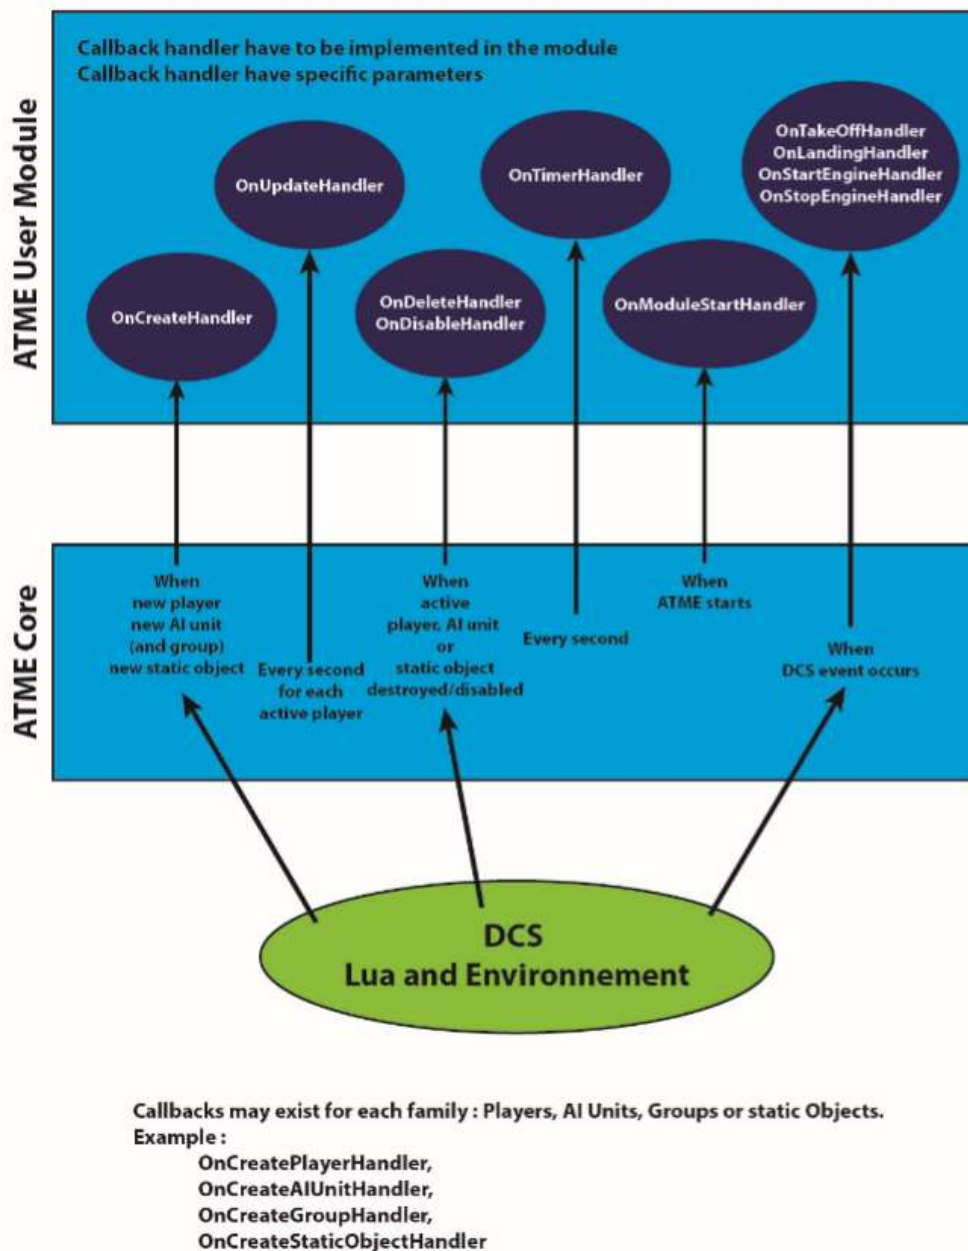 ATME User Module
Callback handler have to be implemented in the module
Callback handler have specific parameters
OnTakeOffHandler
OnLandingHandler
OnStartEngineHandler
OnStopEngineHandler
OnTimerHandler
OnUpdateHandler
OnDeleteHandler
OnDisableHandler
OnModuleStartHandler
OnCreateHandler
ATME Core
When
new player
new AI unit
(and group)
new static object
Every second
for each
active player
When
active
player, AI unit
or
static object
destroyed/disabled
Every second
When
ATME starts
When
DCS event occurs
DCS
Lua and Environnement
Callbacks may exist for each family : Players, AI Units, Groups or static Objects.
Example :
OnCreatePlayerHandler,
OnCreateAIUnitHandler,
OnCreateGroupHandler,
OnCreateStaticObjectHandler